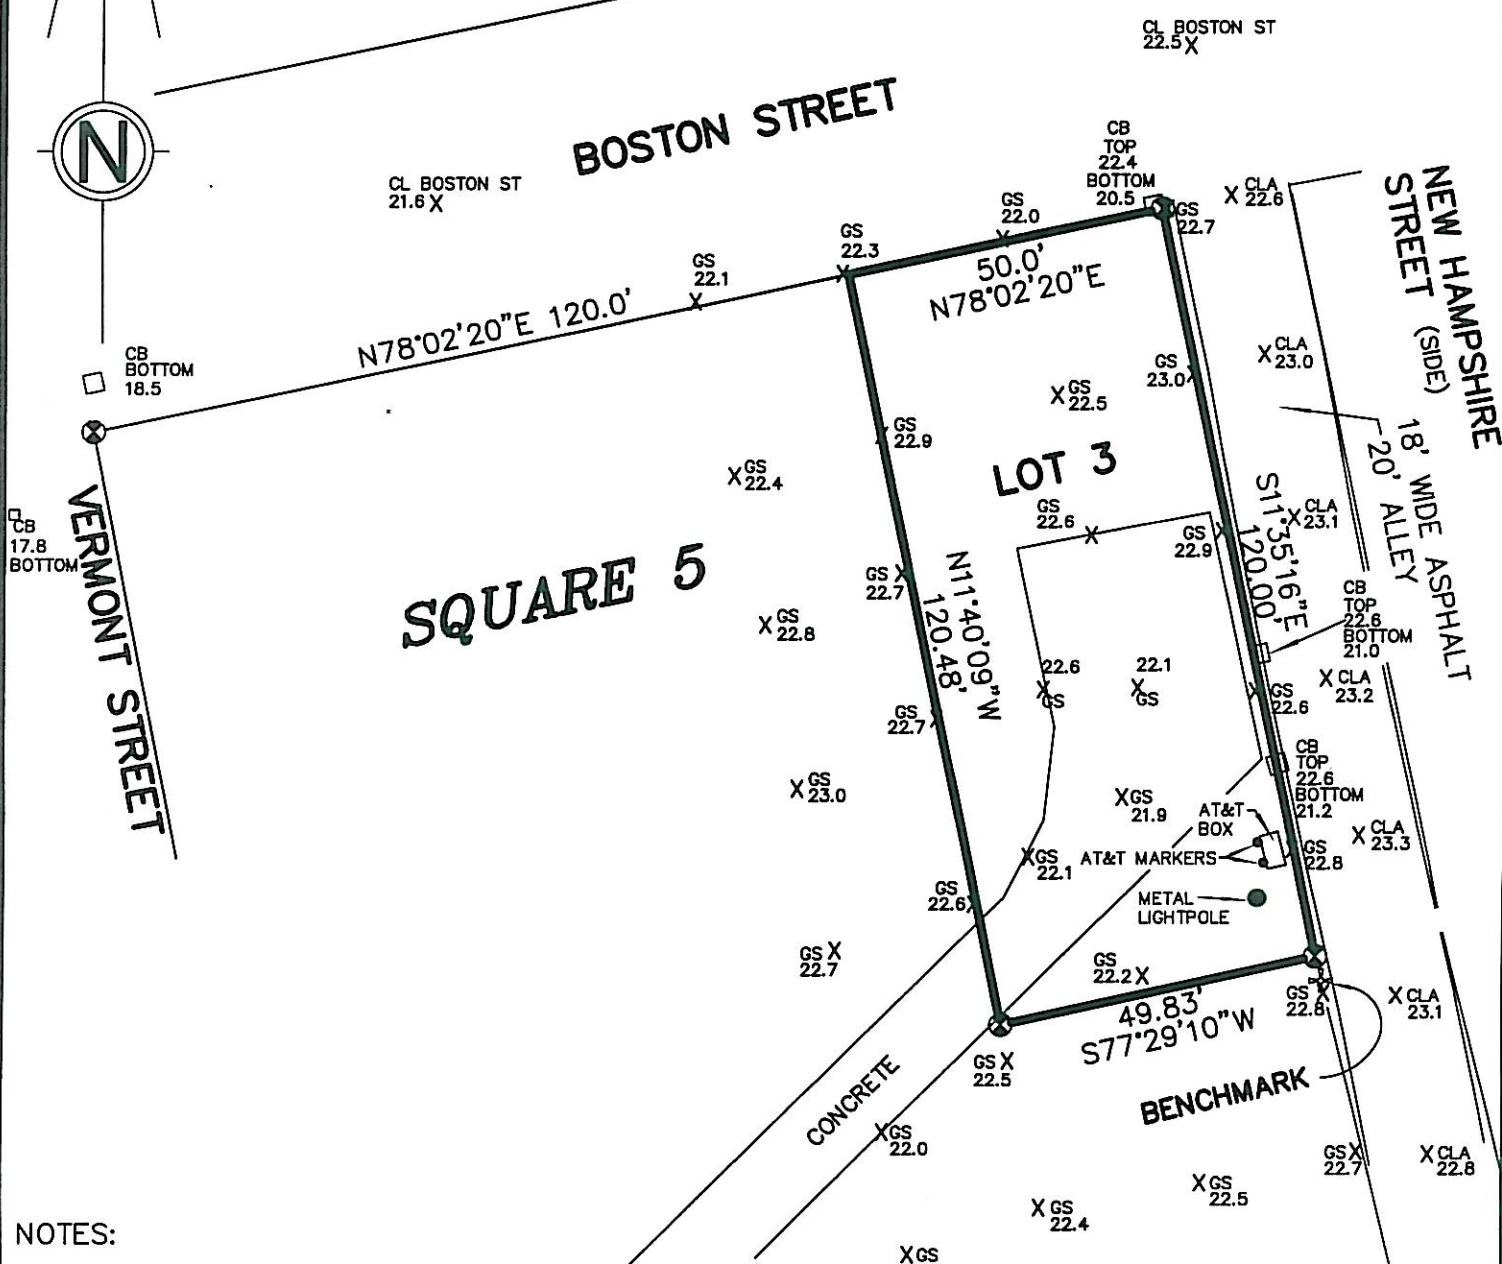 CL BOSTON ST
22.5
N
BOSTON STREET
CL BOSTON ST
21.6
CB
TOP
22.4
BOTTOM
20.5
GS
22.7
CLA
22.6
NEW HAMPSHIRE
STREET (SIDE)
GS
22.0
GS
22.3
GS
22.1
50.0'
N78°02'20"E
N78°02'20"E 120.0'
CB
BOTTOM
18.5
GS
23.0
CLA
23.0
GS
22.5
GS
22.9
18' WIDE ASPHALT
20' ALLEY
LOT 3
GS
22.4
GS
22.6
GS
22.9
S11°35'16"E
120.00'
CLA
23.1
CB
17.8
BOTTOM
VERMONT STREET
SQUARE 5
GS
22.7
N11°40'09"W
120.48'
CB
TOP
22.6
BOTTOM
21.0
GS
22.8
22.6
GS
22.1
GS
GS
22.6
CLA
23.2
GS
22.7
CB
TOP
22.6
BOTTOM
21.2
GS
23.0
GS
21.9
AT&T
BOX
CLA
23.3
AT&T MARKERS
GS
22.8
GS
22.1
GS
22.6
METAL
LIGHTPOLE
GS
22.7
GS
22.2
49.83'
S77°29'10"W
GS
22.8
CLA
23.1
GS
22.5
BENCHMARK
CONCRETE
GS
22.0
GS
22.7
CLA
22.8
GS
22.5
GS
22.4
NOTES:
GS